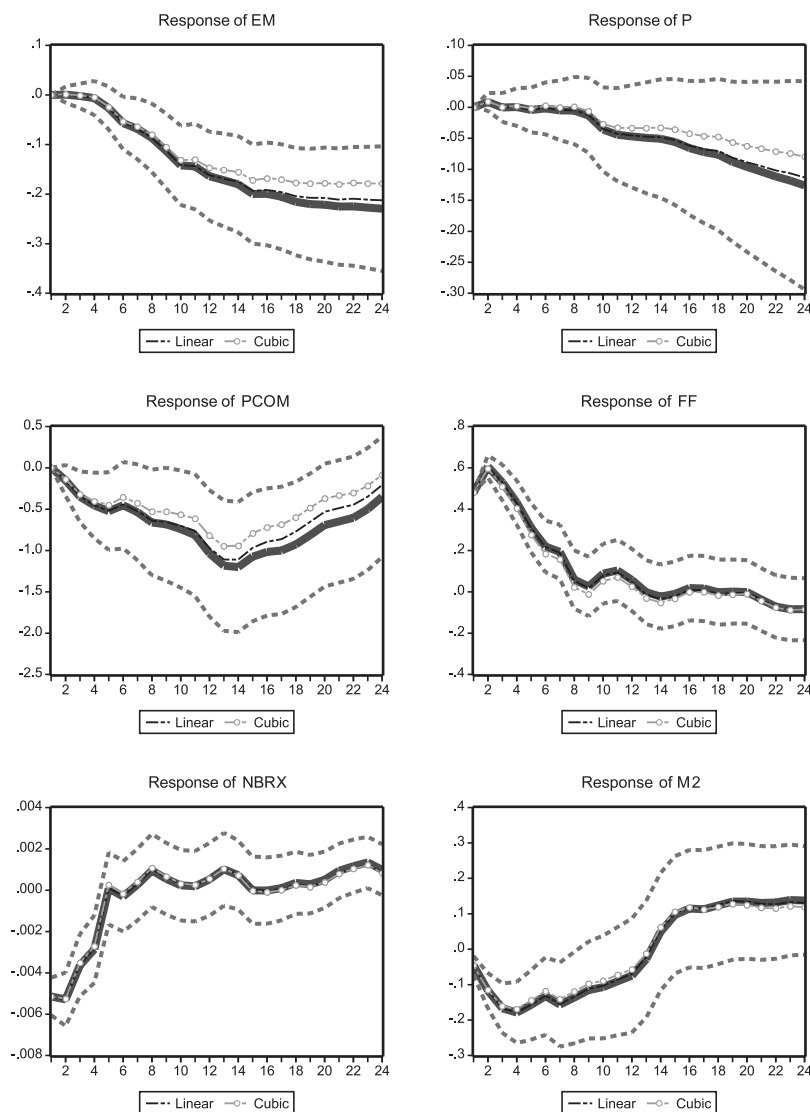 Response of EM
.1
.0
-.1
-.2
-.3
-.4
2 4 6 8 10 12 14 16 18 20 22 24
Linear Cubic
Response of P
.10
.05
.00
-.05
-.10
-.15
-.20
-.25
-.30
2 4 6 8 10 12 14 16 18 20 22 24
Linear Cubic
Response of PCOM
0.5
0.0
-0.5
-1.0
-1.5
-2.0
-2.5
2 4 6 8 10 12 14 16 18 20 22 24
Linear Cubic
Response of FF
.8
.6
.4
.2
.0
-.2
-.4
2 4 6 8 10 12 14 16 18 20 22 24
Linear Cubic
Response of NBRX
.004
.002
.000
-.002
-.004
-.006
-.008
2 4 6 8 10 12 14 16 18 20 22 24
Linear Cubic
Response of M2
.4
.3
.2
.1
.0
-.1
-.2
-.3
2 4 6 8 10 12 14 16 18 20 22 24
Linear Cubic